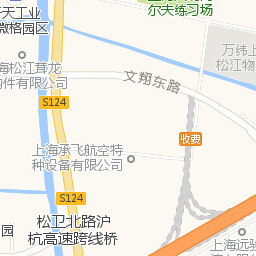 尔夫练习场
天工业
微格园区
万纬上
松江物
海松江茸龙
构件有限公司
S124
文翔东路
收费
上海承飞航空特
种设备有限公司
S124
园
松卫北路沪
杭高速跨线桥
上海远